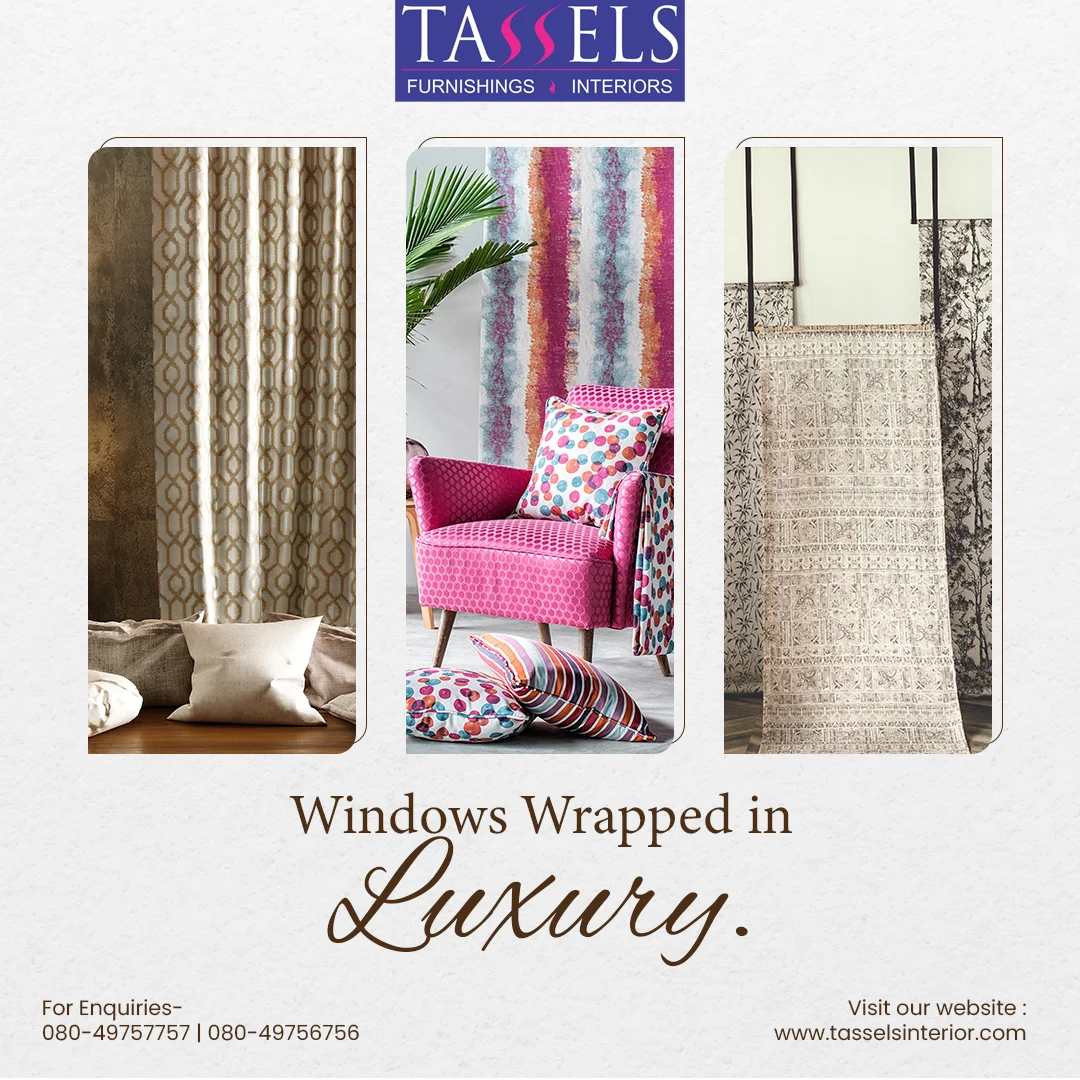 TASSELS
FURNISHINGS INTERIORS
Windows Wrapped in
Luxury.
For Enquiries-
080-49757757 | 080-49756756
Visit our website :
www.tasselsinterior.com